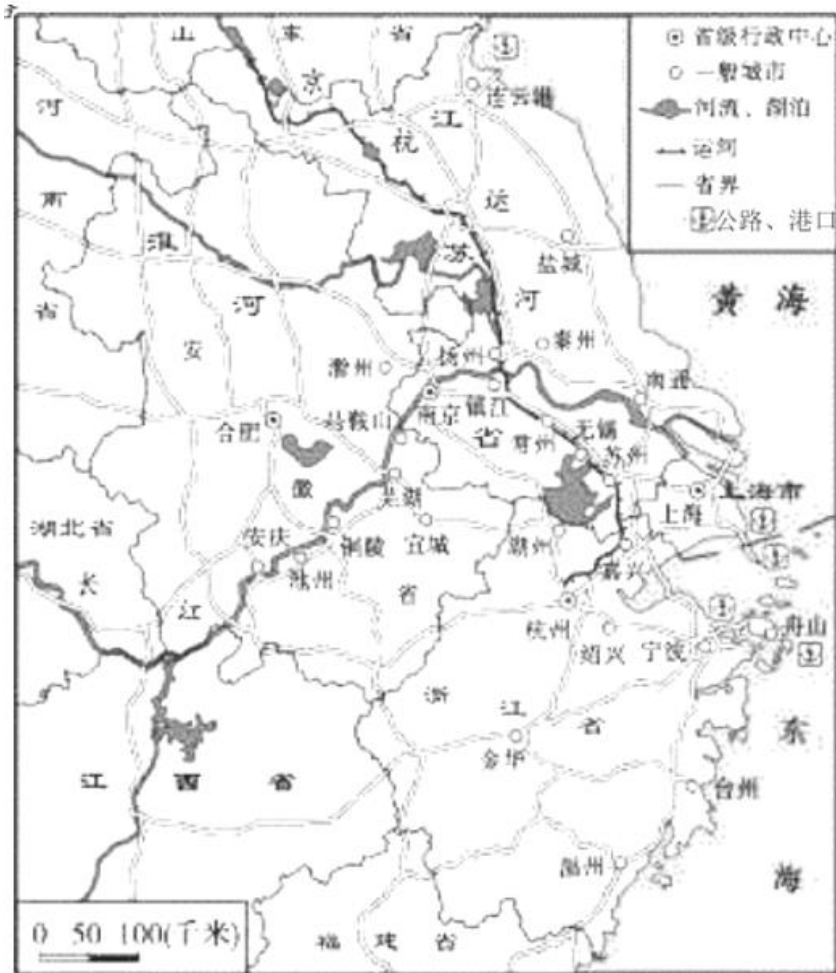 山 东 省
京
河
连云港
江
杭
南
运
淮
苏
盐城
省
河
河
安
滁州
扬州
泰州
南通
合肥
马鞍山
南京
镇江
省
常州
无锡
苏州
徽
芜湖
上海
上海市
湖北省
安庆
铜陵
宣城
湖州
池州
嘉兴
长
江
省
杭州
绍兴
宁波
舟山
浙
江
省
金华
江 西 省
台州
温州
福 建 省
黄 海
东
海
省级行政中心
一般城市
河流、湖泊
运河
省界
公路、港口
0 50 100(千米)